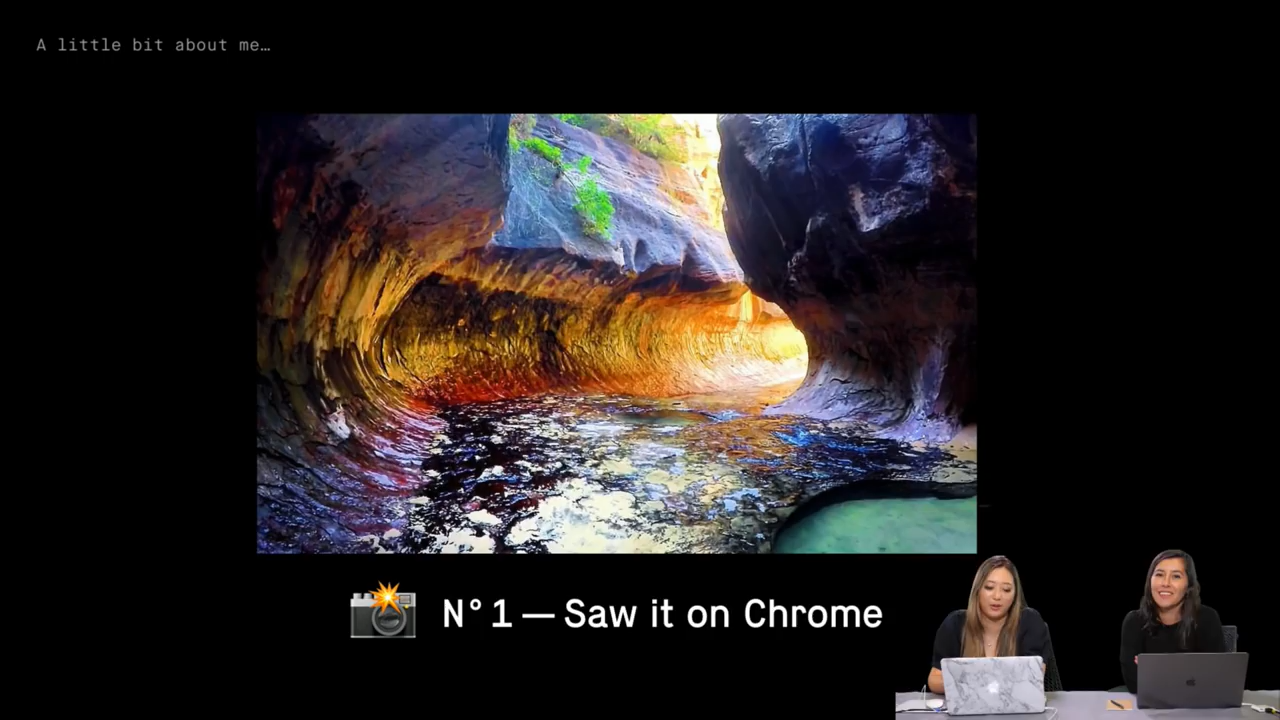 A little bit about me…
N° 1 — Saw it on Chrome